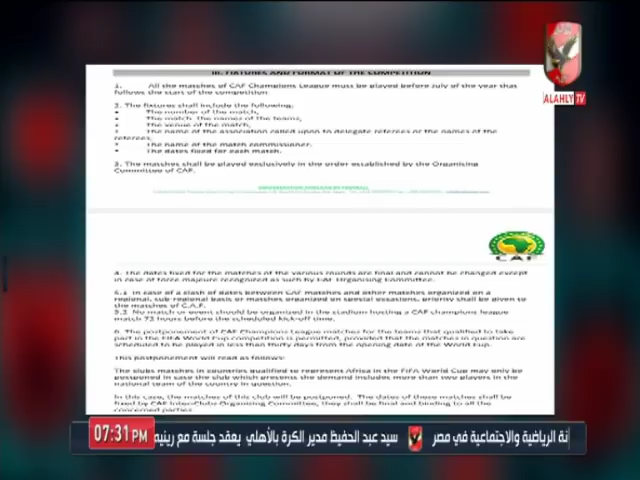 ALAHLY TV
III. FIXTURES AND FORMAT OF THE COMPETITION
1. All the matches of CAF Champions League must be played before July of the year that
follows the start of the competition
2. The fixtures shall include the following:
• The number of the match,
• The match, the names of the teams,
• The venue of the match,
• The name of the association called upon to delegate referees or the names of the
referees;
• The name of the match commissioner.
• The dates fixed for each match.
3. The matches shall be played exclusively in the order established by the Organising
Committee of CAF.
CAF
4. The dates fixed for the matches of the various rounds are final and cannot be changed except
in case of force majeure recognized as such by CAF Organising Committee.
5.1 In case of a clash of dates between CAF matches and other matches organized on a
regional, sub regional basis or matches organized on special occasions, priority shall be given to
the matches of C.A.F.
5.2 No match or event should be organised in the stadium hosting a CAF champions league
match 72 hours before the scheduled kick-off time.
6. The postponement of CAF Champions League matches for the teams that qualified to take
part in the FIFA World Cup competition is permitted, provided that the matches in question are
scheduled to be played in less than thirty days from the opening date of the World Cup.
This postponement will read as follows:
The clubs matches in countries qualified to represent Africa in the FIFA World Cup may only be
postponed in case the club which presents the demand includes more than two players in the
national team of the country in question.
In this case, the matches of this club will be postponed. The dates of these matches shall be
fixed by CAF Interclubs Organising Committee, they shall be final and binding to all the
concerned parties.
07:31 PM
نة الرياضية والاجتماعية في مصر سيد عبد الحفيظ مدير الكرة بالأهلي يعقد جلسة مع رينيه